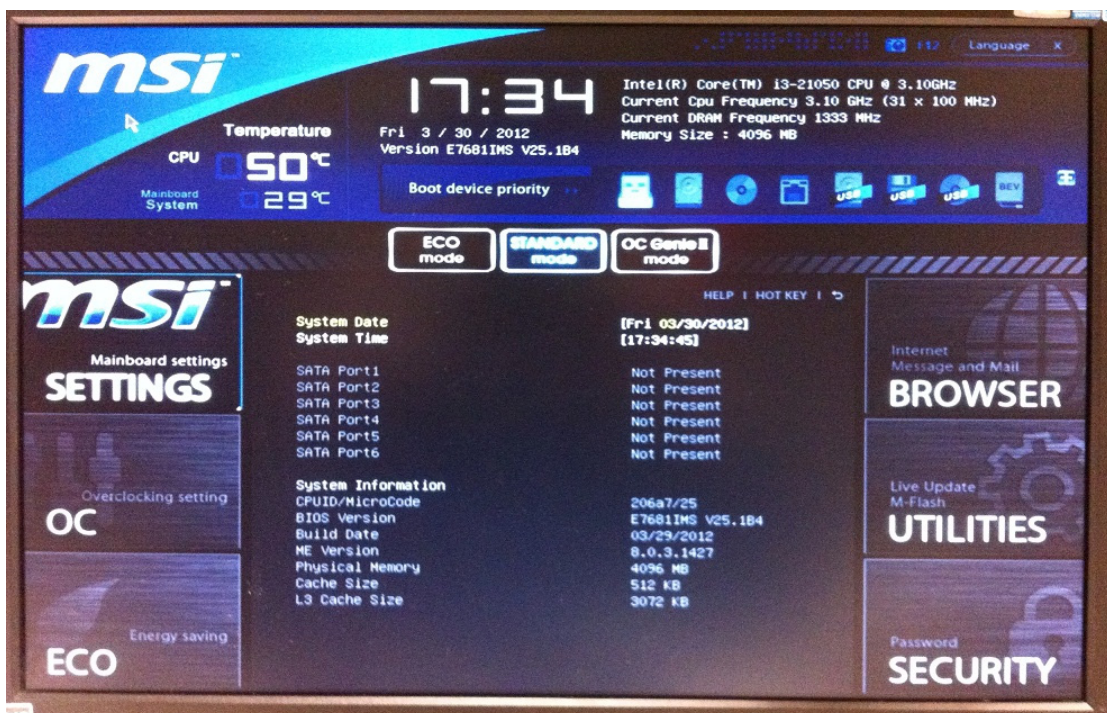 msi
F12 Language X
17:34
Intel(R) Core(TM) i3-21050 CPU @ 3.10GHz
Current Cpu Frequency 3.10 GHz (31 x 100 MHz)
Current DRAM Frequency 1333 MHz
Memory Size : 4096 MB
Temperature
Fri 3 / 30 / 2012
Version E7681IMS V25.1B4
CPU 50°C
Mainboard
System 29°C
Boot device priority
USB USB USB BEV
ECO
mode
STANDARD
mode
OC Genie II
mode
msi
HELP | HOT KEY |
Mainboard settings
SETTINGS
Overclocking setting
OC
Energy saving
ECO
System Date [Fri 03/30/2012]
System Time [17:34:45]
SATA Port1 Not Present
SATA Port2 Not Present
SATA Port3 Not Present
SATA Port4 Not Present
SATA Port5 Not Present
SATA Port6 Not Present
System Information
CPUID/MicroCode 206a7/25
BIOS Version E7681IMS V25.1B4
Build Date 03/29/2012
ME Version 8.0.3.1427
Physical Memory 4096 MB
Cache Size 512 KB
L3 Cache Size 3072 KB
Internet
Message and Mail
BROWSER
Live Update
M-Flash
UTILITIES
Password
SECURITY